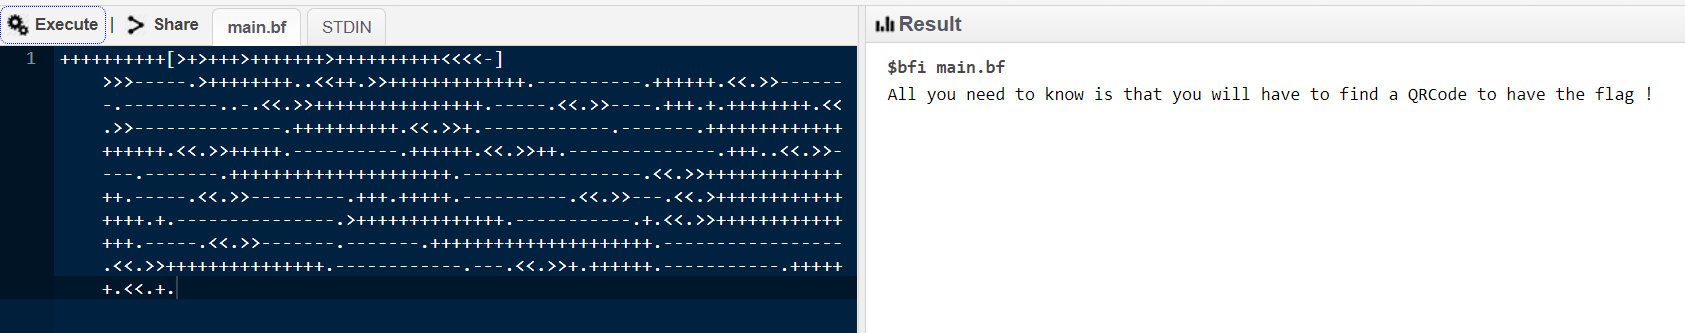 Execute | Share main.bf STDIN
1 ++++++++++[>+>+++>+++++++>++++++++++<<<<-]
>>>-----.>++++++++..<<++.>>+++++++++++++.----------.++++++.<<.>>------
-.---------..-.<<.>>++++++++++++++++.-----.<<.>>----.+++.+.++++++++.<<
.>>--------------.++++++++++.<<.>>+.------------.-------.+++++++++++++
++++++.<<.>>+++++.----------.++++++.<<.>>++.--------------.+++..<<.>>-
---.-------.+++++++++++++++++++++.-----------------.<<.>>+++++++++++++
++.-----.<<.>>---------.+++.+++++.----------.<<.>>---.<<.>++++++++++++
++++.+.---------------.>++++++++++++++.-----------.+.<<.>>++++++++++++
+++.-----.<<.>>-------.-------.+++++++++++++++++++++.-----------------
.<<.>>+++++++++++++++.------------.---.<<.>>+.++++++.-----------.+++++
+.<<.+.
Result
$bfi main.bf
All you need to know is that you will have to find a QRCode to have the flag !